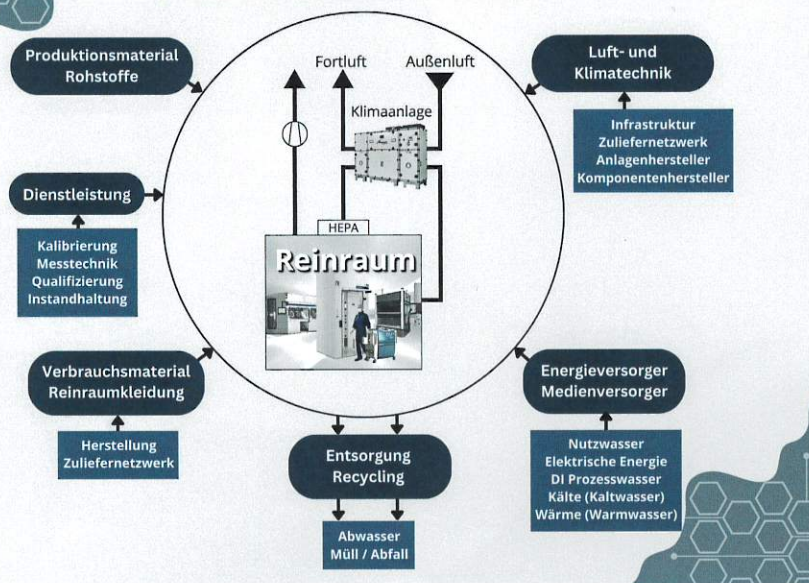 Produktionsmaterial
Rohstoffe
Fortluft
Außenluft
Klimaanlage
Luft- und
Klimatechnik
Infrastruktur
Zuliefernetzwerk
Anlagenhersteller
Komponentenhersteller
Dienstleistung
Kalibrierung
Messtechnik
Qualifizierung
Instandhaltung
HEPA
Reinraum
Verbrauchsmaterial
Reinraumkleidung
Herstellung
Zuliefernetzwerk
Energieversorger
Medienversorger
Nutzwasser
Elektrische Energie
DI Prozesswasser
Kälte (Kaltwasser)
Wärme (Warmwasser)
Entsorgung
Recycling
Abwasser
Müll / Abfall